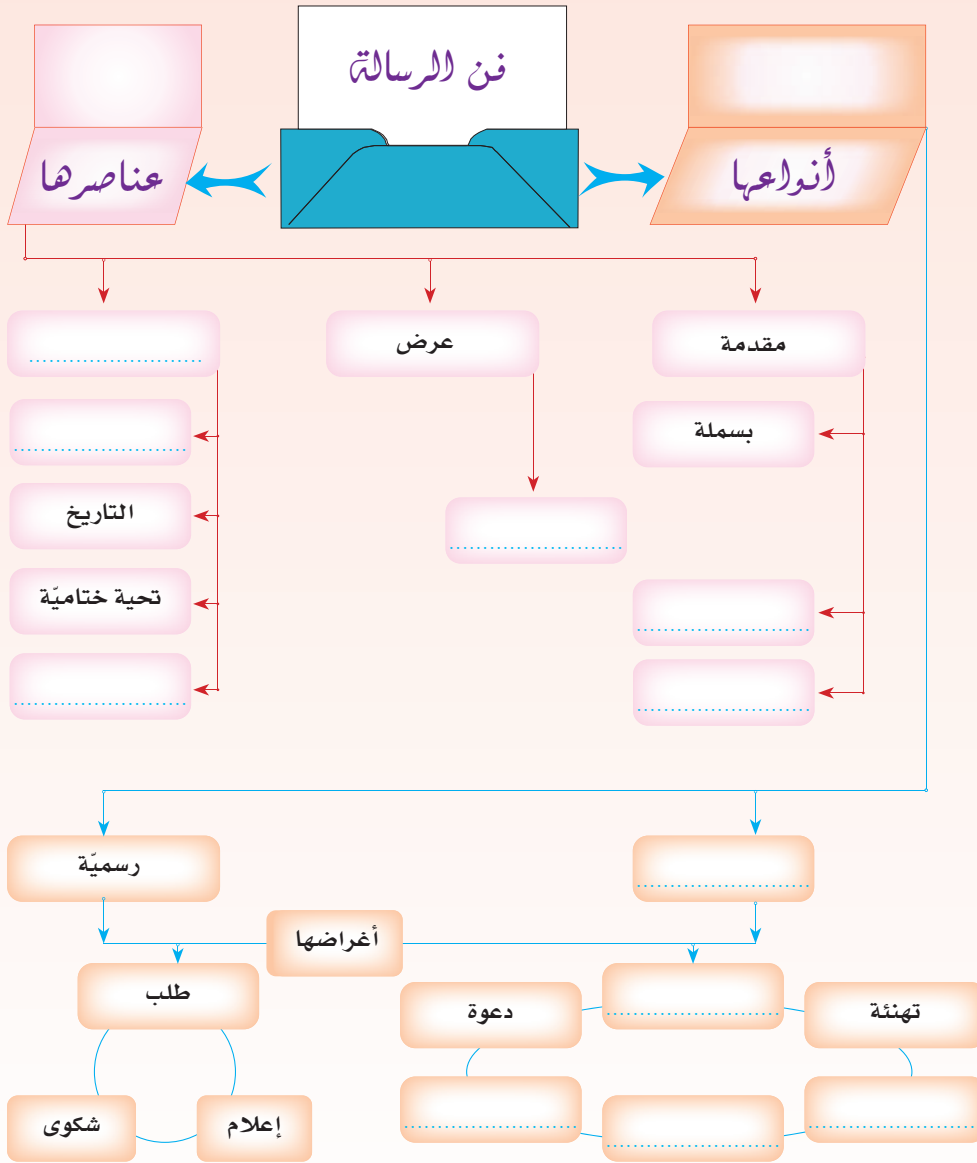 فن الرسالة
أنواعها
عناصرها
مقدمة
عرض
بسملة
التاريخ
تحية ختاميّة
رسميّة
أغراضها
طلب
تهنئة
دعوة
إعلام
شكوى